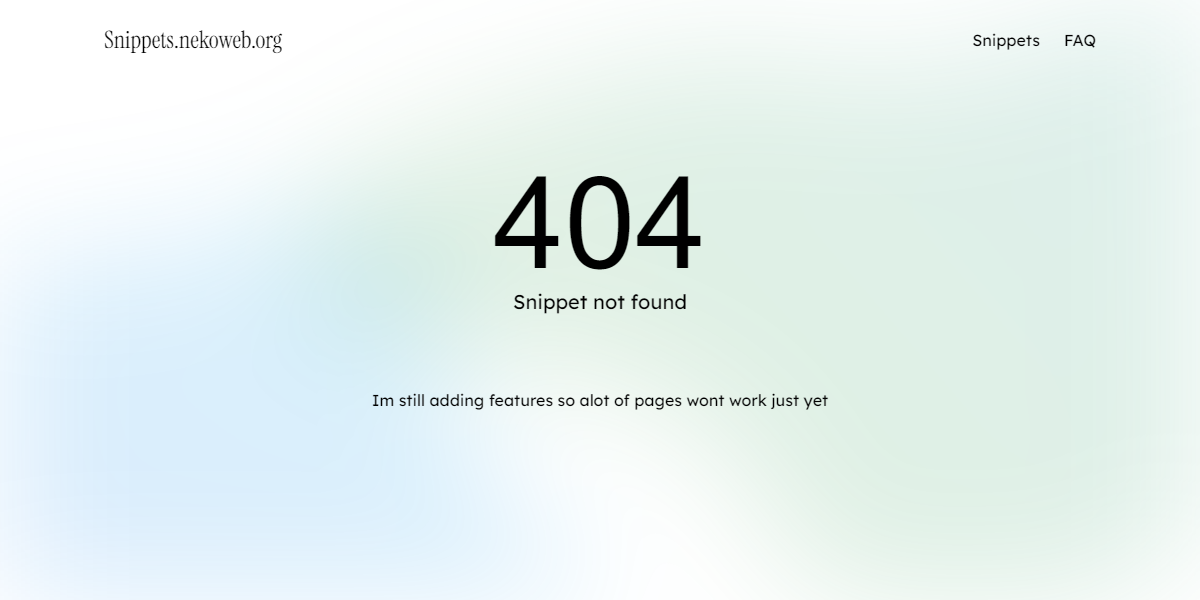 Snippets.nekoweb.org
Snippets FAQ
404
Snippet not found
Im still adding features so alot of pages wont work just yet